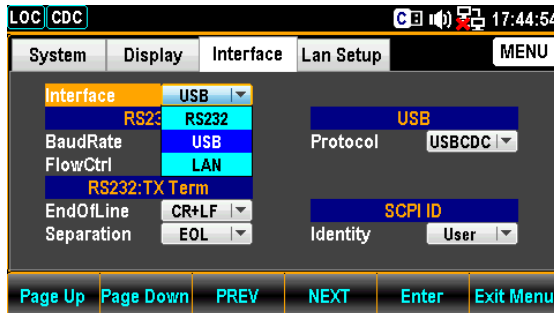 LOC CDC C 17:44:54
System Display Interface Lan Setup MENU
Interface USB
RS232 USB
BaudRate USB Protocol USBCDC
FlowCtrl LAN
RS232:TX Term
EndOfLine CR+LF SCPI ID
Separation EOL Identity User
Page Up Page Down PREV NEXT Enter Exit Menu